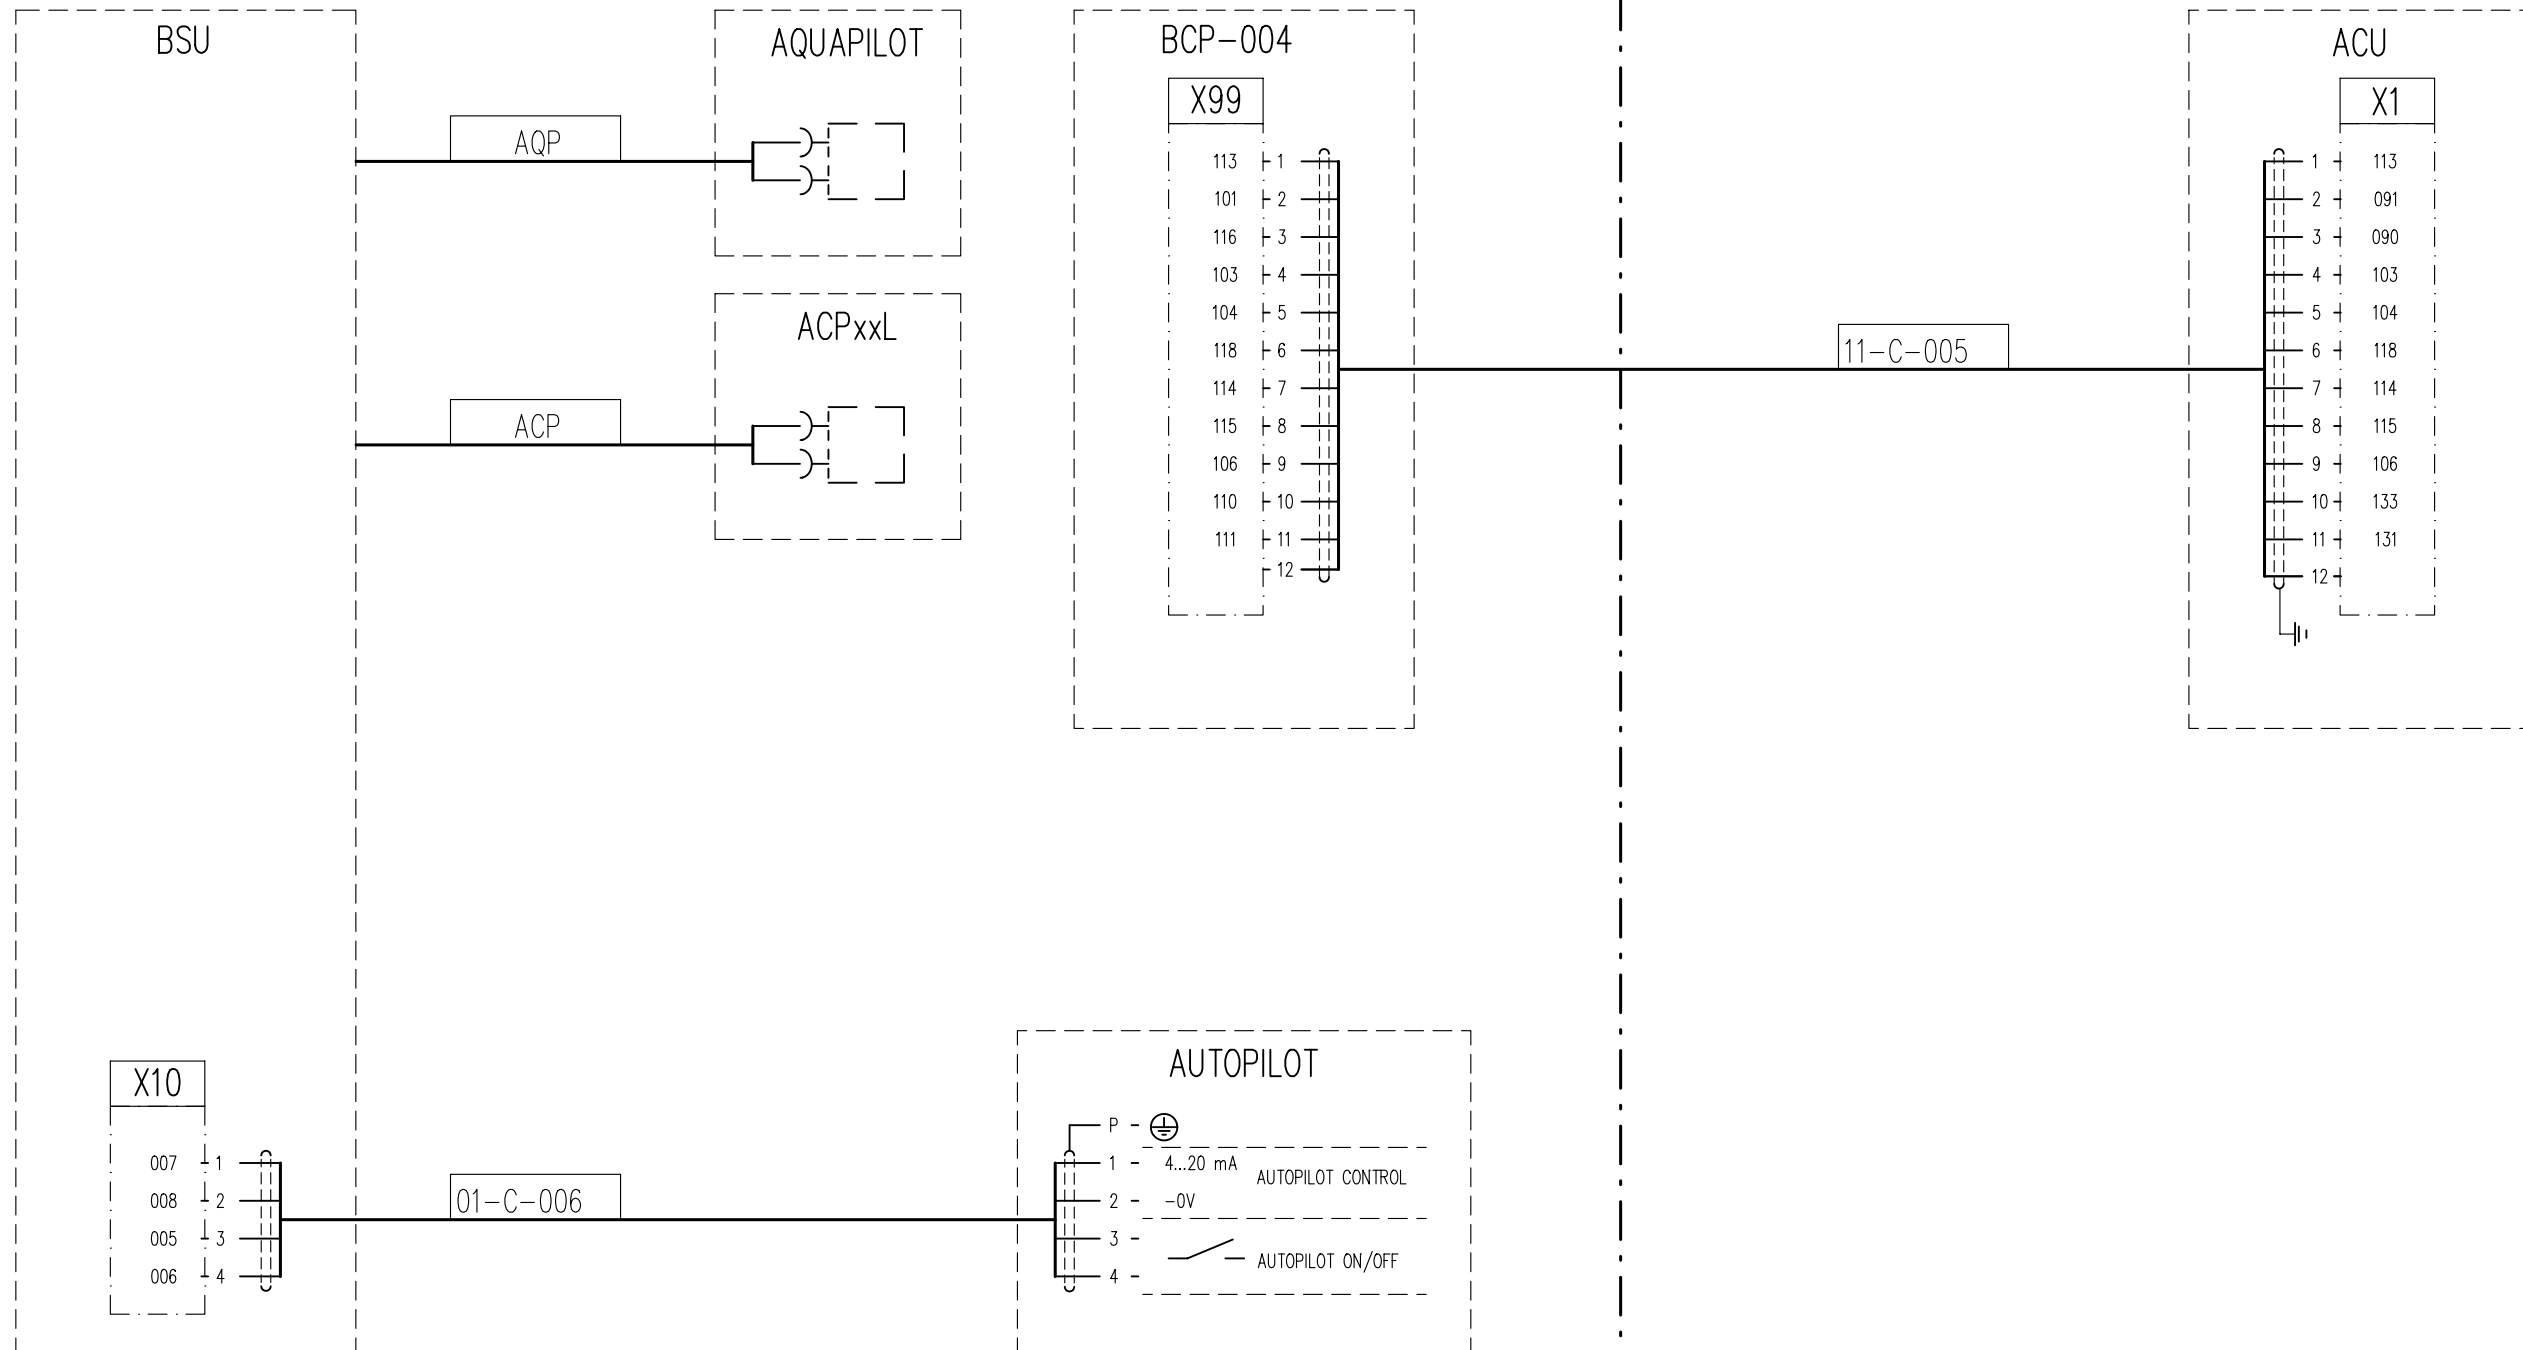 BSU
AQP
AQUAPILOT
ACP
ACPxxL
BCP-004
X99
113 1
101 2
116 3
103 4
104 5
118 6
114 7
115 8
106 9
110 10
111 11
12
11-C-005
ACU
X1
1 113
2 091
3 090
4 103
5 104
6 118
7 114
8 115
9 106
10 133
11 131
12
X10
007 1
008 2
005 3
006 4
01-C-006
AUTOPILOT
P
1 4...20 mA
AUTOPILOT CONTROL
2 -0V
3
AUTOPILOT ON/OFF
4